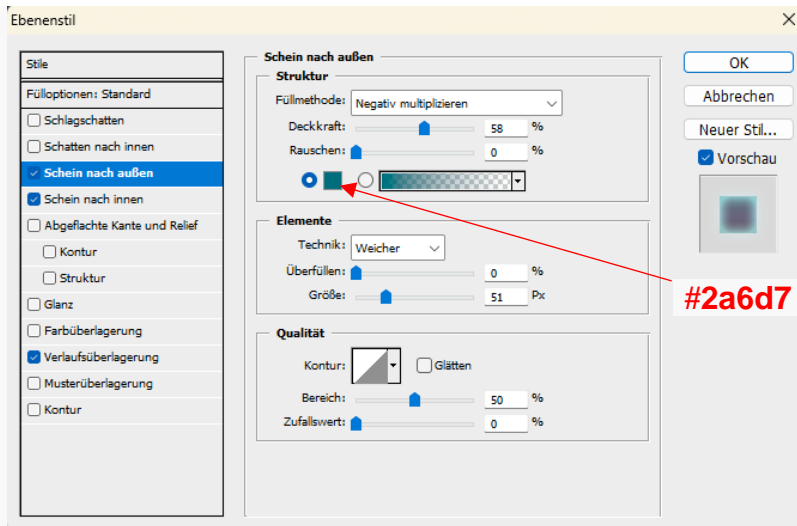 Ebenenstil
Stile
Fülloptionen: Standard
Schlagschatten
Schatten nach innen
Schein nach außen
Schein nach innen
Abgeflachte Kante und Relief
Kontur
Struktur
Glanz
Farbüberlagerung
Verlaufsüberlagerung
Musterüberlagerung
Kontur
Schein nach außen
Struktur
Füllmethode: Negativ multiplizieren
Deckkraft: 58 %
Rauschen: 0 %
Elemente
Technik: Weicher
Überfüllen: 0 %
Größe: 51 Px
Qualität
Kontur: Glätten
Bereich: 50 %
Zufallswert: 0 %
OK
Abbrechen
Neuer Stil...
Vorschau
#2a6d7